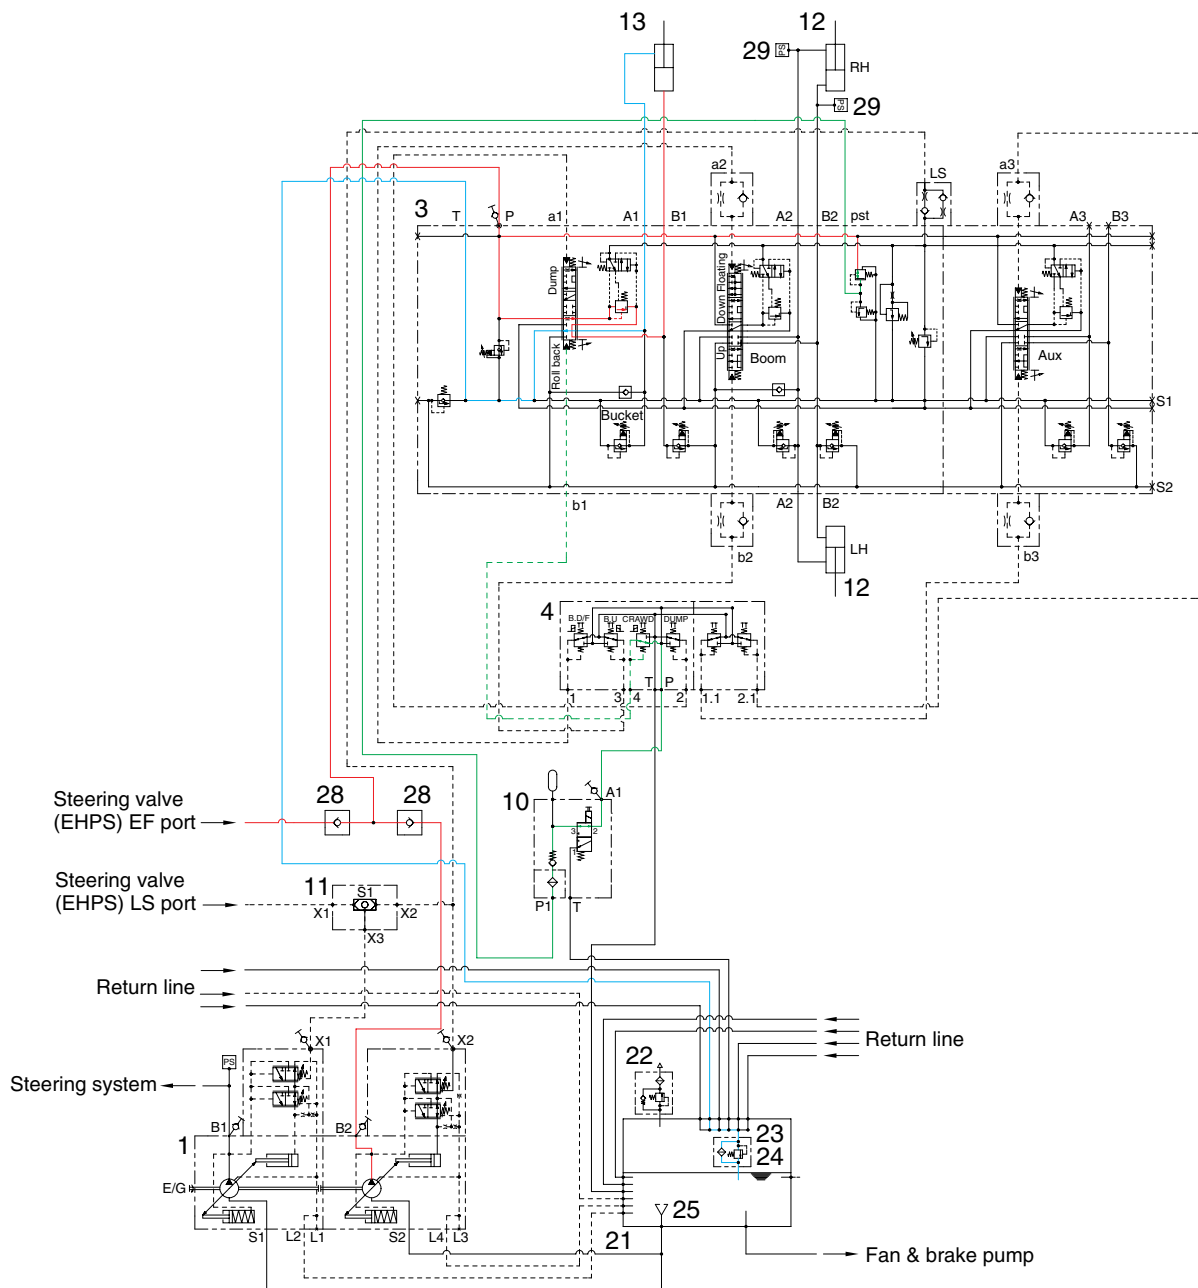 13
12
29
PS
RH
PS
29
a2
LS
a3
3
T
P
a1
A1
B1
A2
B2
pst
A3
B3
Dump
Down Floating
Roll back
Up
Boom
Aux
S1
Bucket
S2
b1
A2
B2
LH
b2
b3
12
4
B.D/F
B.U
CRAWD
DUMP
T
P
1
3
4
2
1.1
2.1
10
A1
3
2
1
P1
T
Steering valve
(EHPS) EF port
28
28
Steering valve
(EHPS) LS port
11
S1
X1
X2
X3
Return line
X1
X2
PS
Steering system
Return line
22
1
B1
B2
23
24
E/G
25
S1
L2
L1
S2
L4
L3
21
Fan & brake pump